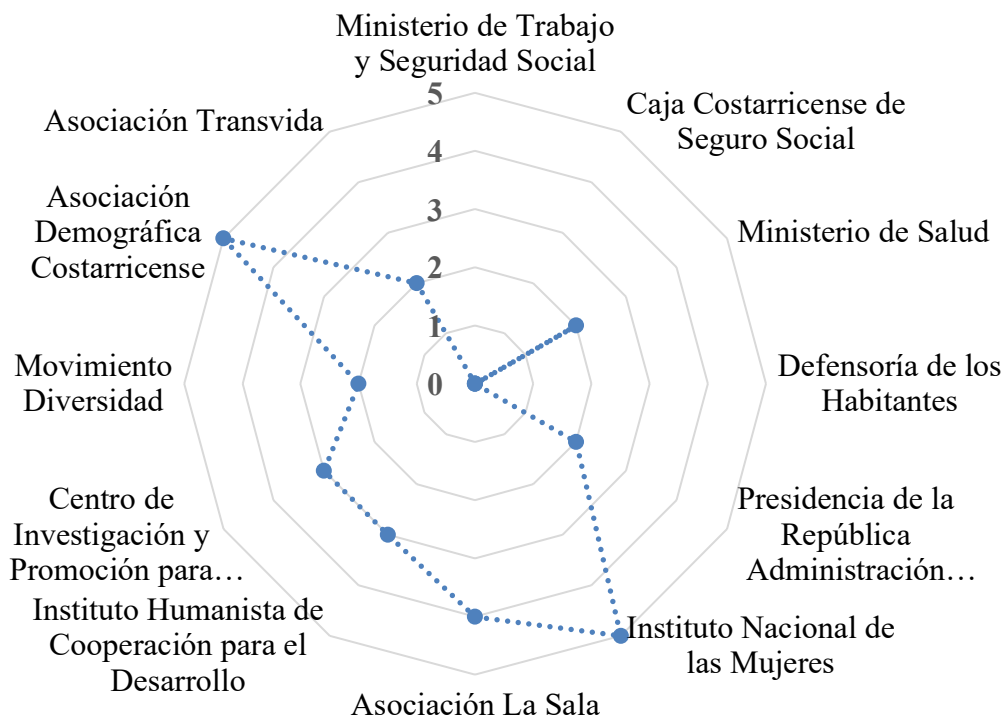 Ministerio de Trabajo
y Seguridad Social
Caja Costarricense de
Seguro Social
Ministerio de Salud
Defensoría de los
Habitantes
Presidencia de la
República
Administración…
Instituto Nacional de
las Mujeres
Asociación La Sala
Instituto Humanista de
Cooperación para el
Desarrollo
Centro de
Investigación y
Promoción para…
Movimiento
Diversidad
Asociación
Demográfica
Costarricense
Asociación Transvida
5
4
3
2
1
0